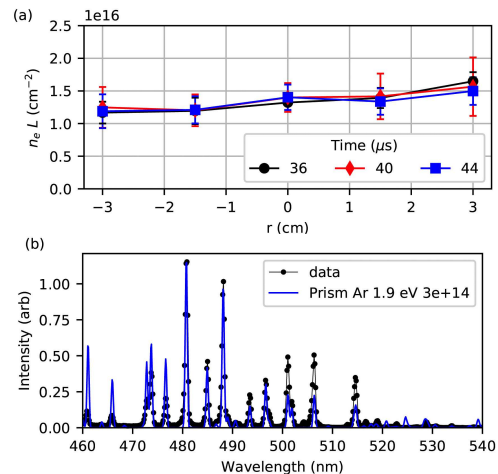 (a)
1e16
2.5
2.0
1.5
1.0
0.5
0.0
n_e L (cm⁻²)
Time (μs)
36 40 44
−3 −2 −1 0 1 2 3
r (cm)
(b)
1.00
0.75
0.50
0.25
0.00
Intensity (arb)
data
Prism Ar 1.9 eV 3e+14
460 470 480 490 500 510 520 530 540
Wavelength (nm)